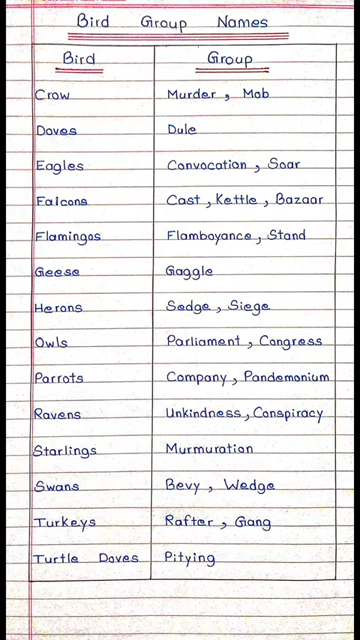 Bird Group Names
Bird Group
Crow Murder, Mob
Doves Dule
Eagles Convocation, Soar
Falcons Cast, Kettle, Bazaar
Flamingos Flamboyance, Stand
Geese Gaggle
Herons Sedge, Siege
Owls Parliament, Congress
Parrots Company, Pandemonium
Ravens Unkindness, Conspiracy
Starlings Murmuration
Swans Bevy, Wedge
Turkeys Rafter, Gang
Turtle Doves Pitying